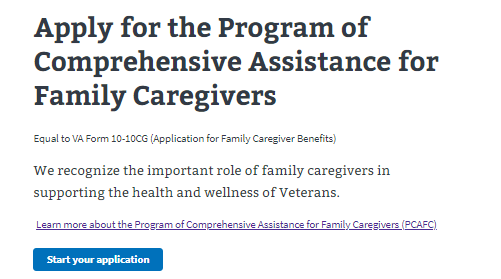 Apply for the Program of
Comprehensive Assistance for
Family Caregivers
Equal to VA Form 10-10CG (Application for Family Caregiver Benefits)
We recognize the important role of family caregivers in
supporting the health and wellness of Veterans.
Learn more about the Program of Comprehensive Assistance for Family Caregivers (PCAFC)
Start your application